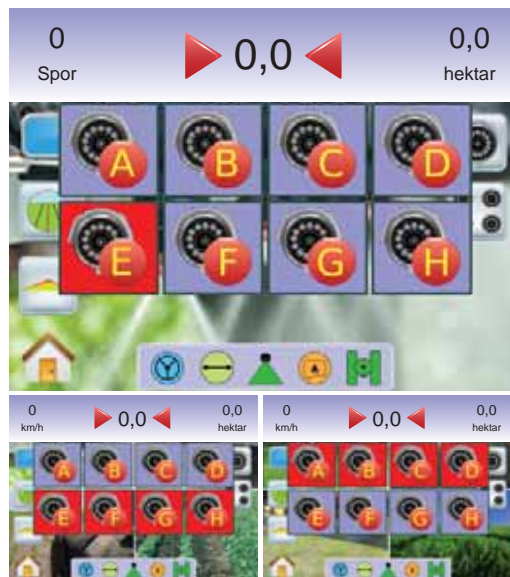 0 0,0 0,0
Spor hektar
A B C D
E F G H
0 0,0 0,0
km/h hektar
A B C D
E F G H
0 0,0 0,0
km/h hektar
A B C D
E F G H